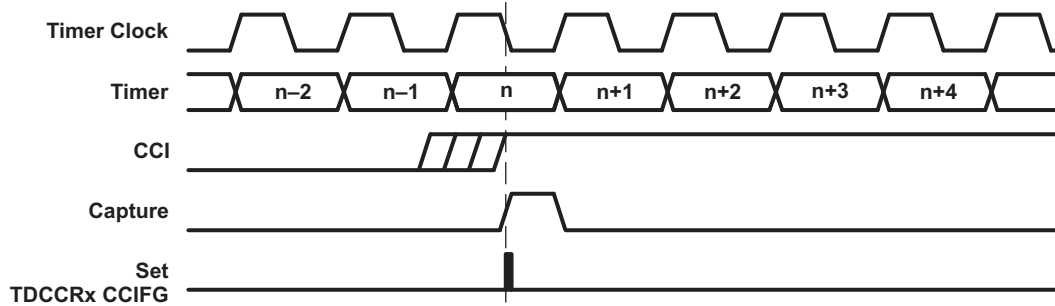 Timer Clock
Timer
n–2
n–1
n
n+1
n+2
n+3
n+4
CCI
Capture
Set
TDCCRx CCIFG